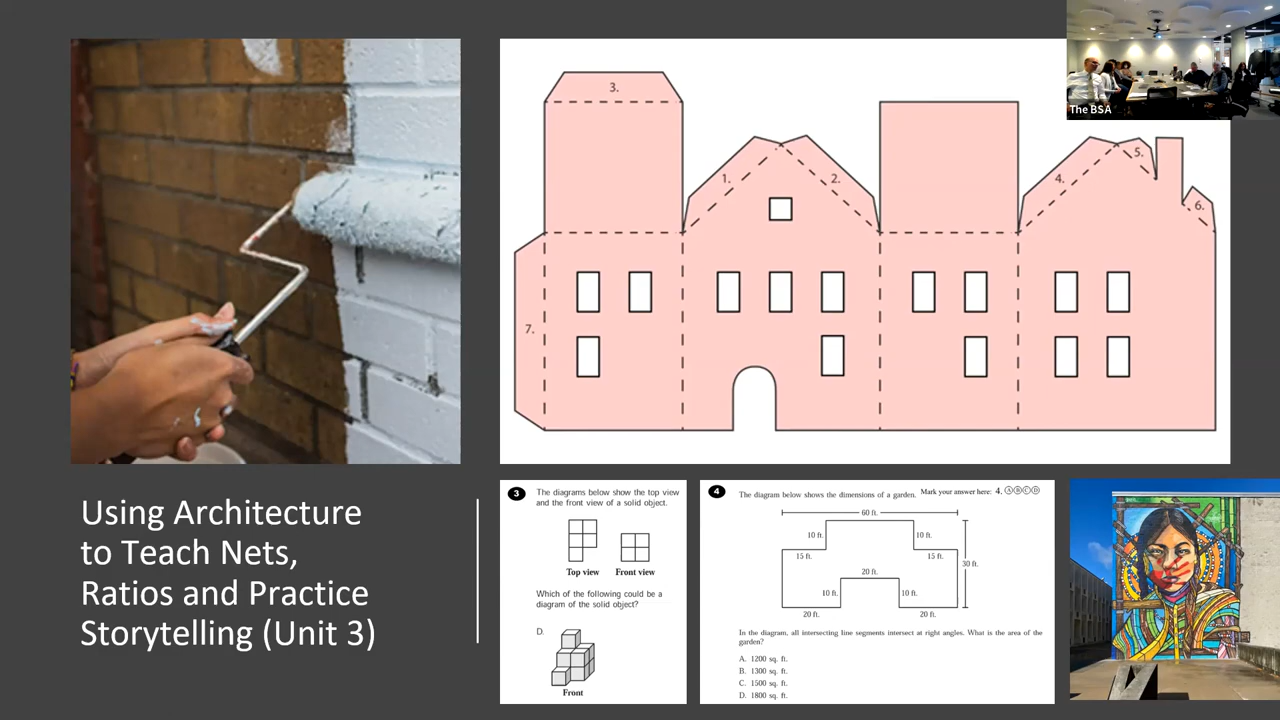 The BSA
3.
1.
2.
4.
5.
6.
7.
Using Architecture
to Teach Nets,
Ratios and Practice
Storytelling (Unit 3)
3
The diagrams below show the top view
and the front view of a solid object.
Top view Front view
Which of the following could be a
diagram of the solid object?
D.
Front
4
The diagram below shows the dimensions of a garden. Mark your answer here: 4. Ⓐ Ⓑ Ⓒ Ⓓ
60 ft.
10 ft. 10 ft.
15 ft. 15 ft.
30 ft.
20 ft.
10 ft. 10 ft.
20 ft. 20 ft.
In the diagram, all intersecting line segments intersect at right angles. What is the area of the
garden?
A. 1200 sq. ft.
B. 1300 sq. ft.
C. 1500 sq. ft.
D. 1800 sq. ft.